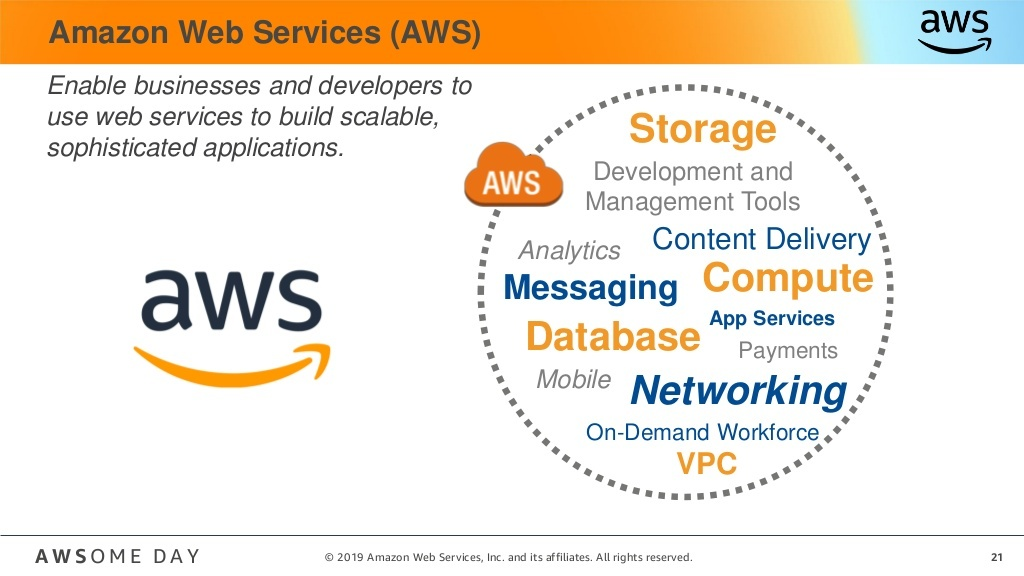 Amazon Web Services (AWS)
aws
Enable businesses and developers to
use web services to build scalable,
sophisticated applications.
aws
AWS
Storage
Development and
Management Tools
Analytics
Content Delivery
Messaging
Compute
App Services
Database
Payments
Mobile
Networking
On-Demand Workforce
VPC
AWSOME DAY
© 2019 Amazon Web Services, Inc. and its affiliates. All rights reserved.
21